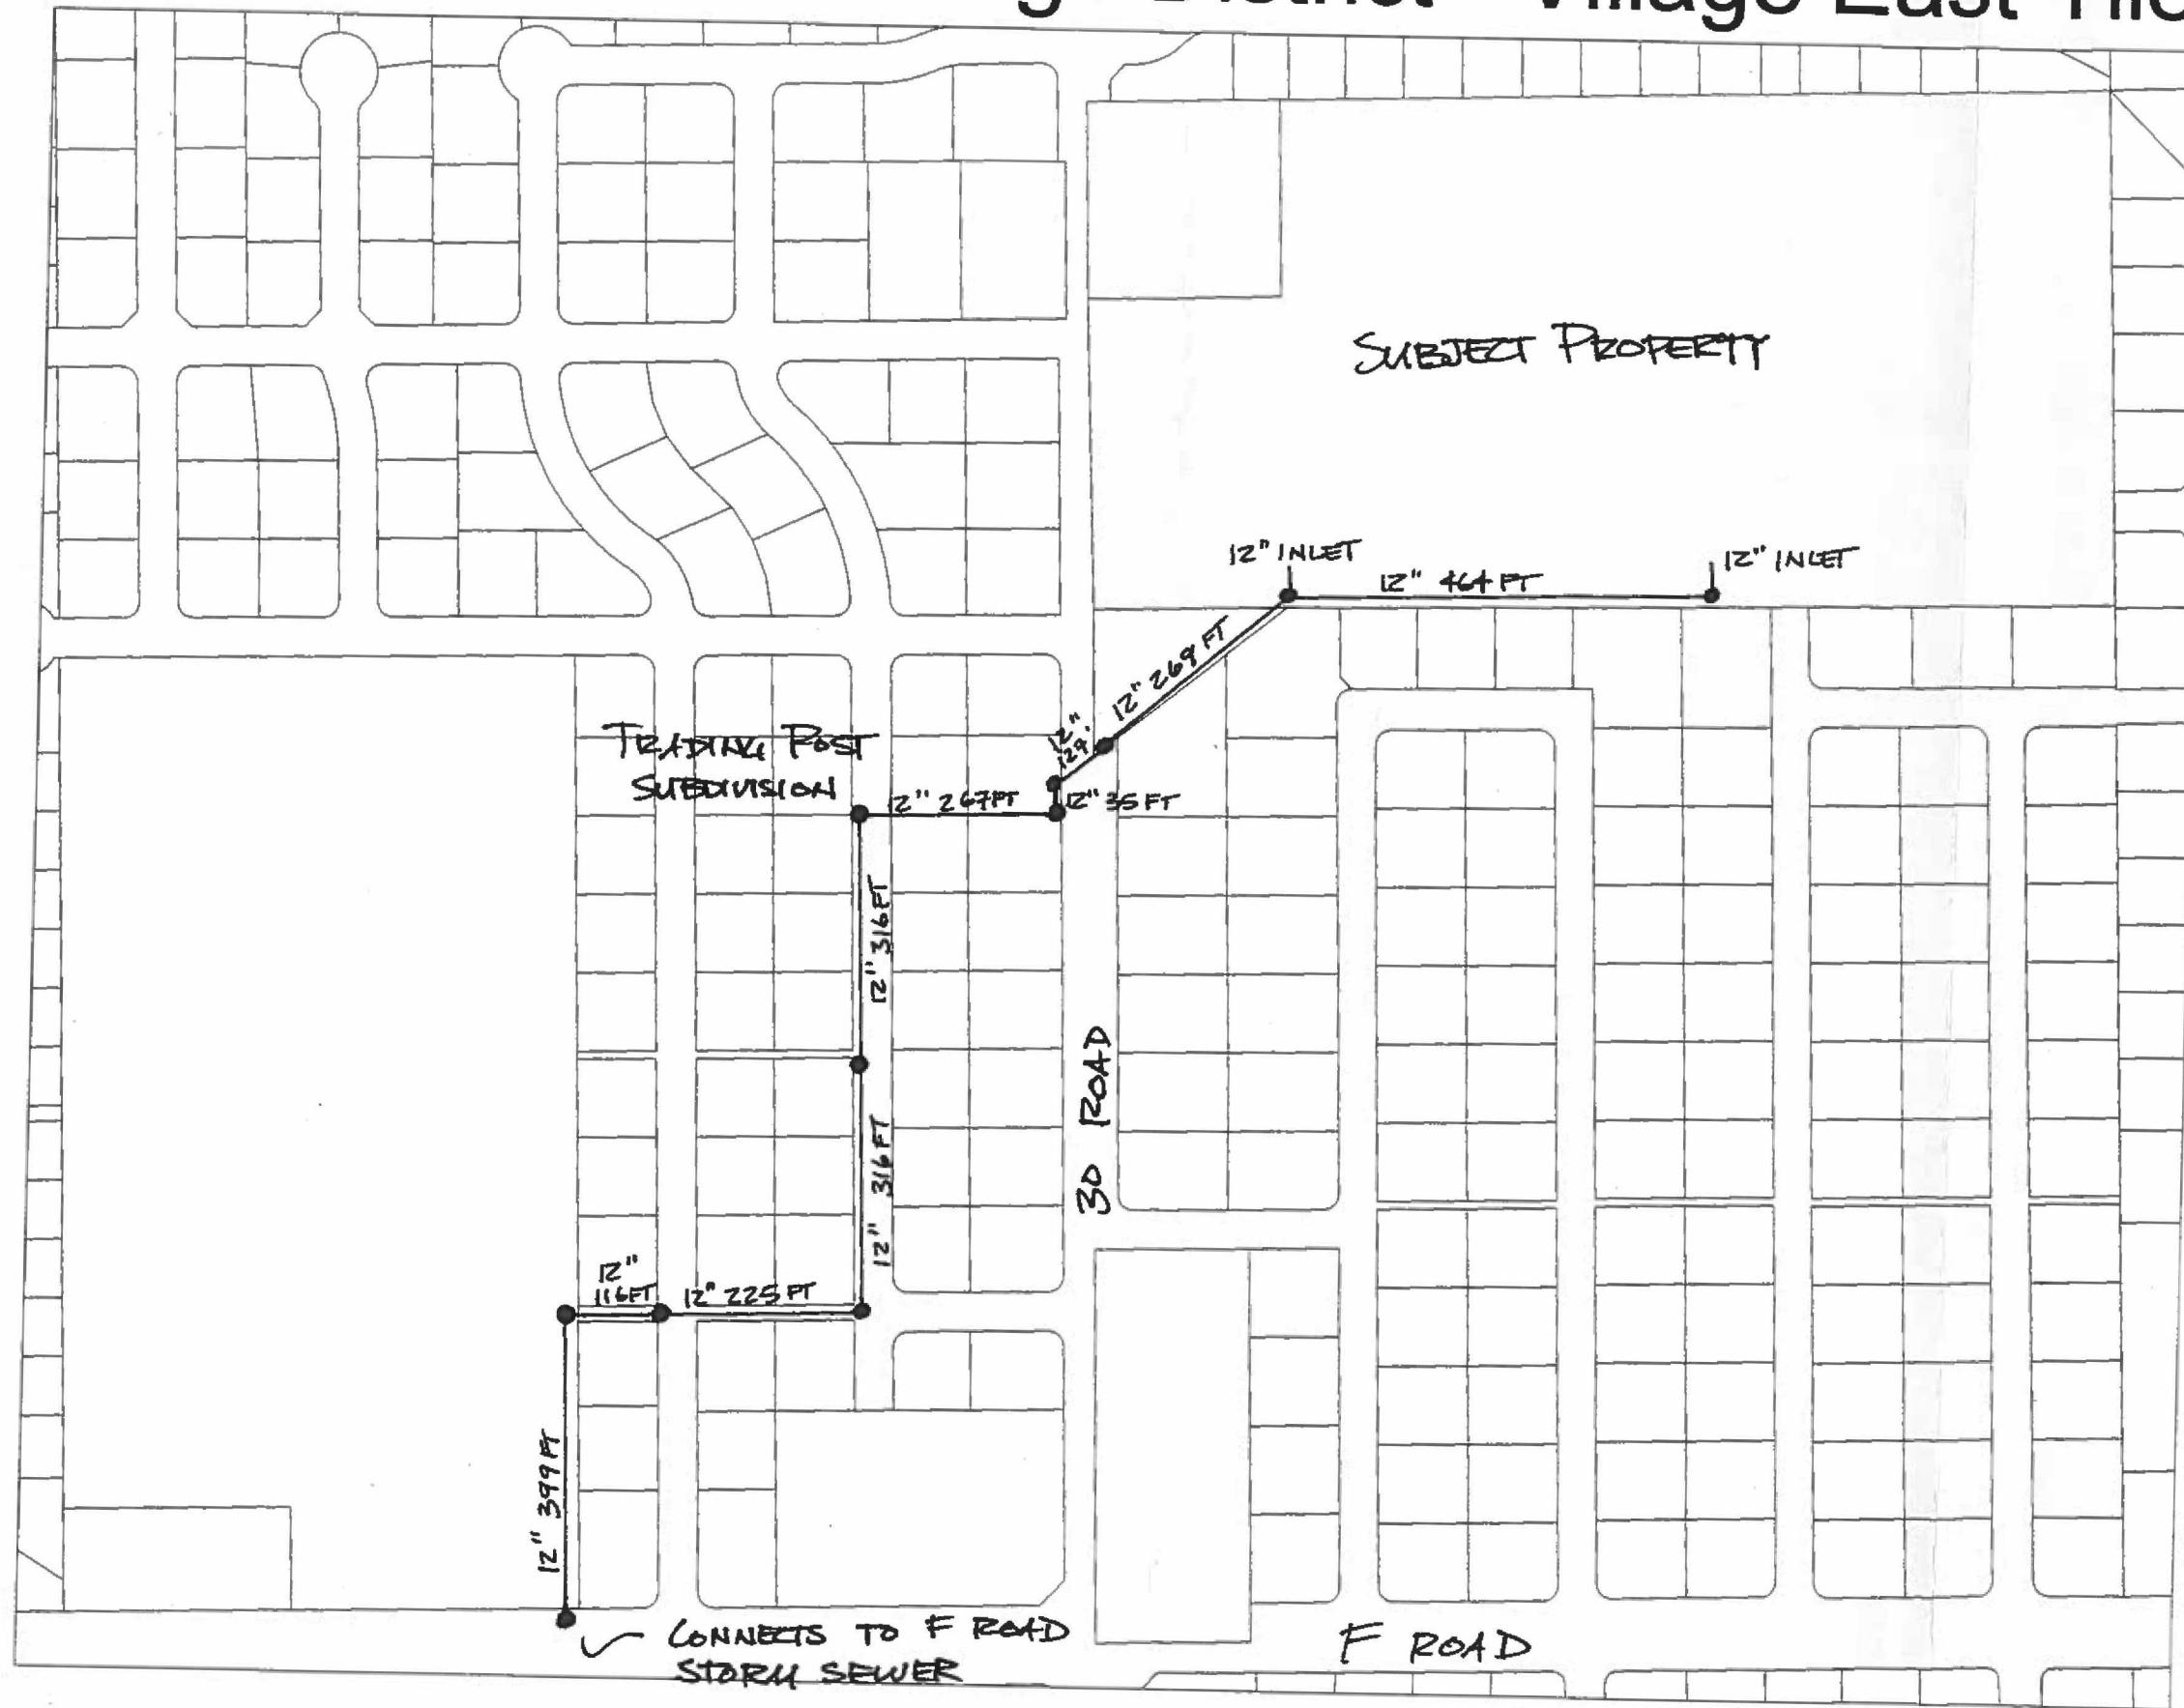 District Village East
SUBJECT PROPERTY
12" INLET
12" 464 FT
12" INLET
12" 269 FT
12"
129'
TRADING POST
SUBDIVISION
12" 267 FT
12" 35 FT
12" 316 FT
30 ROAD
12" 316 FT
12"
116 FT
12" 225 FT
12" 399 FT
CONNECTS TO F ROAD
STORM SEWER
F ROAD